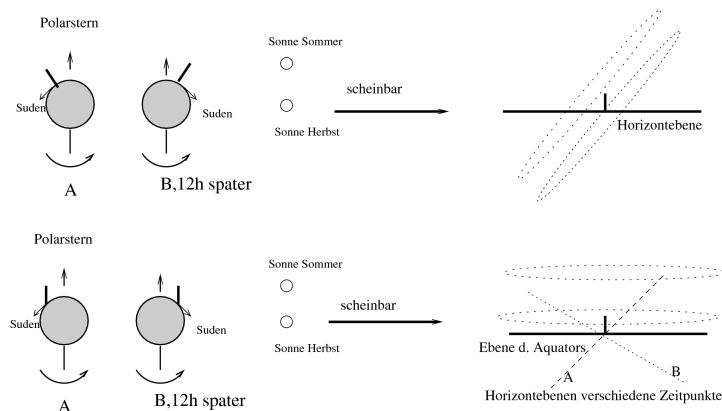 Polarstern
Suden
Suden
A
B,12h spater
Sonne Sommer
Sonne Herbst
scheinbar
Horizontebene
Polarstern
Suden
Suden
A
B,12h spater
Sonne Sommer
Sonne Herbst
scheinbar
Ebene d. Aquators
A
B
Horizontebenen verschiedene Zeitpunkte